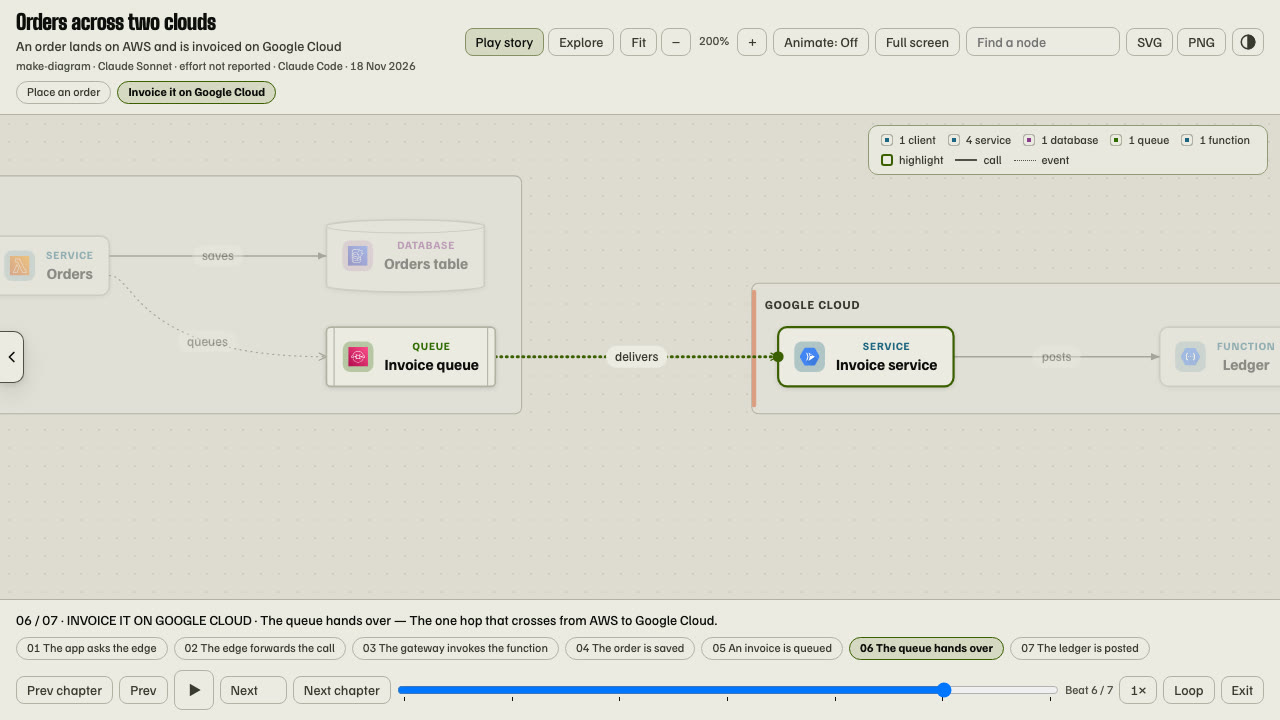 Orders across two clouds
An order lands on AWS and is invoiced on Google Cloud
make-diagram · Claude Sonnet · effort not reported · Claude Code · 18 Nov 2026
Play story
Explore
Fit
−
200%
+
Animate: Off
Full screen
Find a node
SVG
PNG
Place an order
Invoice it on Google Cloud
1 client
4 service
1 database
1 queue
1 function
highlight
call
event
SERVICE
Orders
saves
DATABASE
Orders table
queues
QUEUE
Invoice queue
delivers
GOOGLE CLOUD
SERVICE
Invoice service
posts
FUNCTION
Ledger
06 / 07 · INVOICE IT ON GOOGLE CLOUD · The queue hands over — The one hop that crosses from AWS to Google Cloud.
01 The app asks the edge
02 The edge forwards the call
03 The gateway invokes the function
04 The order is saved
05 An invoice is queued
06 The queue hands over
07 The ledger is posted
Prev chapter
Prev
Next
Next chapter
Beat 6 / 7
1×
Loop
Exit